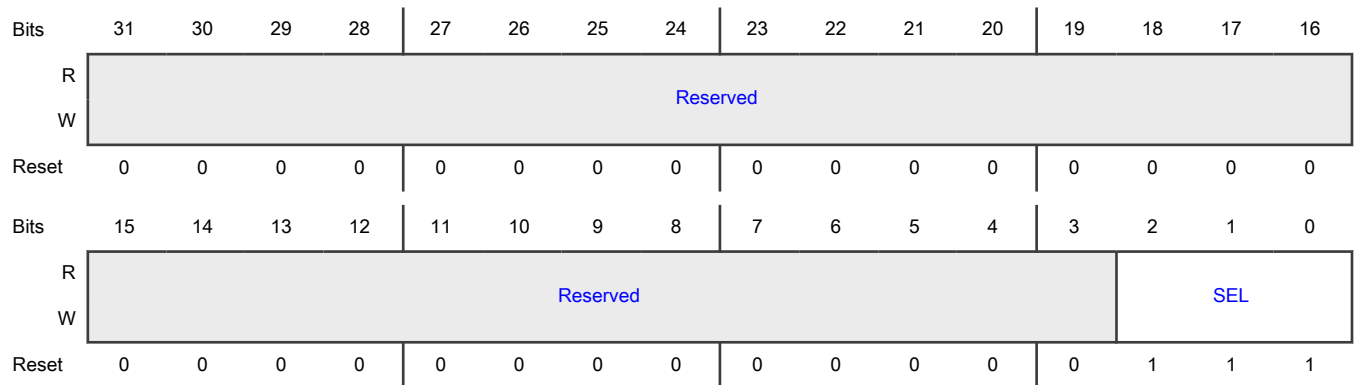 Bits 31 30 29 28 27 26 25 24 23 22 21 20 19 18 17 16
R
Reserved
W
Reset 0 0 0 0 0 0 0 0 0 0 0 0 0 0 0 0
Bits 15 14 13 12 11 10 9 8 7 6 5 4 3 2 1 0
R
Reserved SEL
W
Reset 0 0 0 0 0 0 0 0 0 0 0 0 0 1 1 1